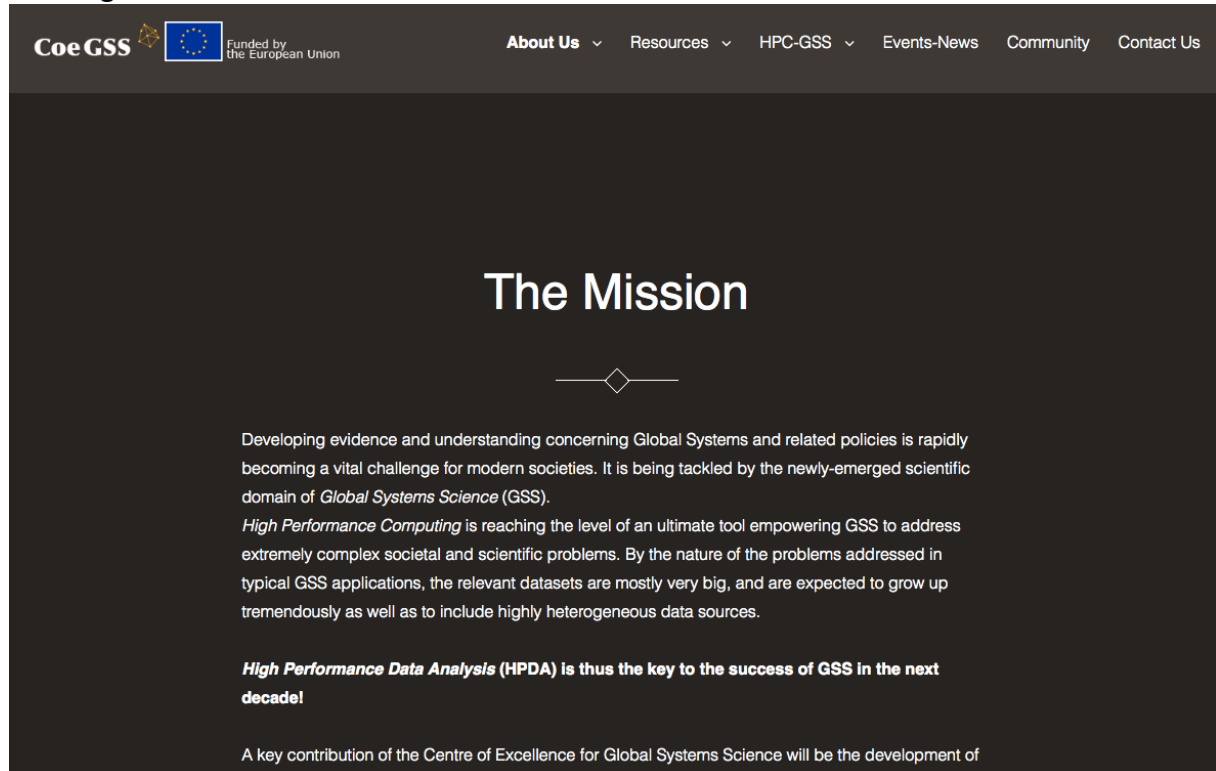 CoeGSS
Funded by
the European Union
About Us
Resources
HPC-GSS
Events-News
Community
Contact Us
The Mission
Developing evidence and understanding concerning Global Systems and related policies is rapidly
becoming a vital challenge for modern societies. It is being tackled by the newly-emerged scientific
domain of Global Systems Science (GSS).
High Performance Computing is reaching the level of an ultimate tool empowering GSS to address
extremely complex societal and scientific problems. By the nature of the problems addressed in
typical GSS applications, the relevant datasets are mostly very big, and are expected to grow up
tremendously as well as to include highly heterogeneous data sources.
High Performance Data Analysis (HPDA) is thus the key to the success of GSS in the next
decade!
A key contribution of the Centre of Excellence for Global Systems Science will be the development of